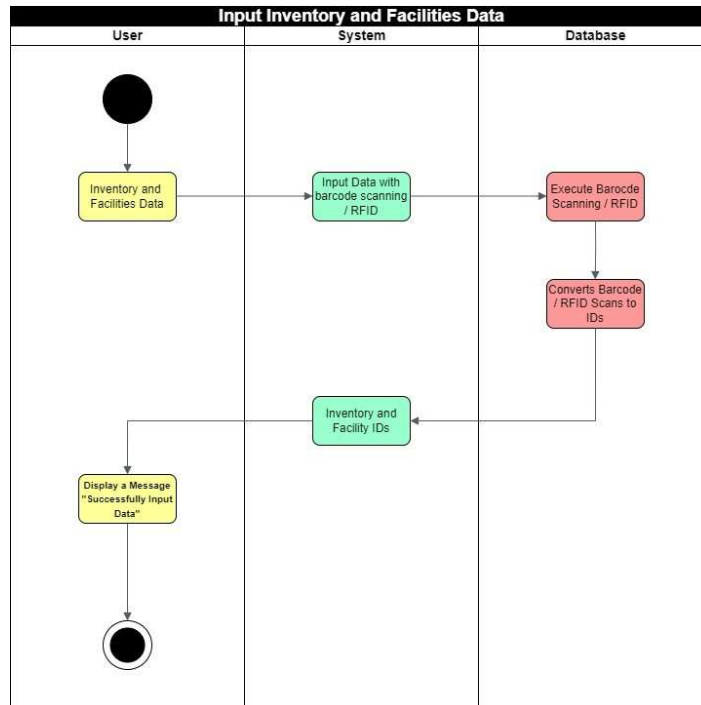 Input Inventory and Facilities Data
User
System
Database
Inventory and
Facilities Data
Input Data with
barcode scanning
/ RFID
Execute Barocde
Scanning / RFID
Converts Barcode
/ RFID Scans to
IDs
Inventory and
Facility IDs
Display a Message
"Successfully Input
Data"